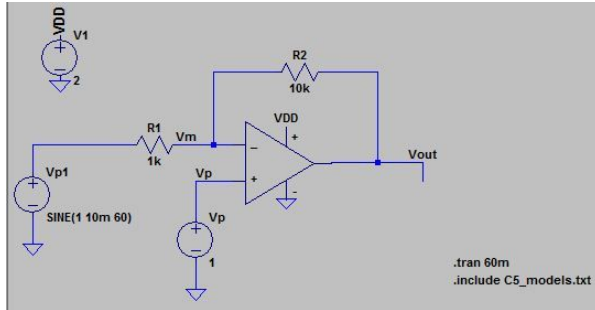 VDD
V1
2
R2
10k
R1
1k
Vm
VDD
Vp1
Vp
Vout
SINE(1 10m 60)
Vp
1
.tran 60m
.include C5_models.txt